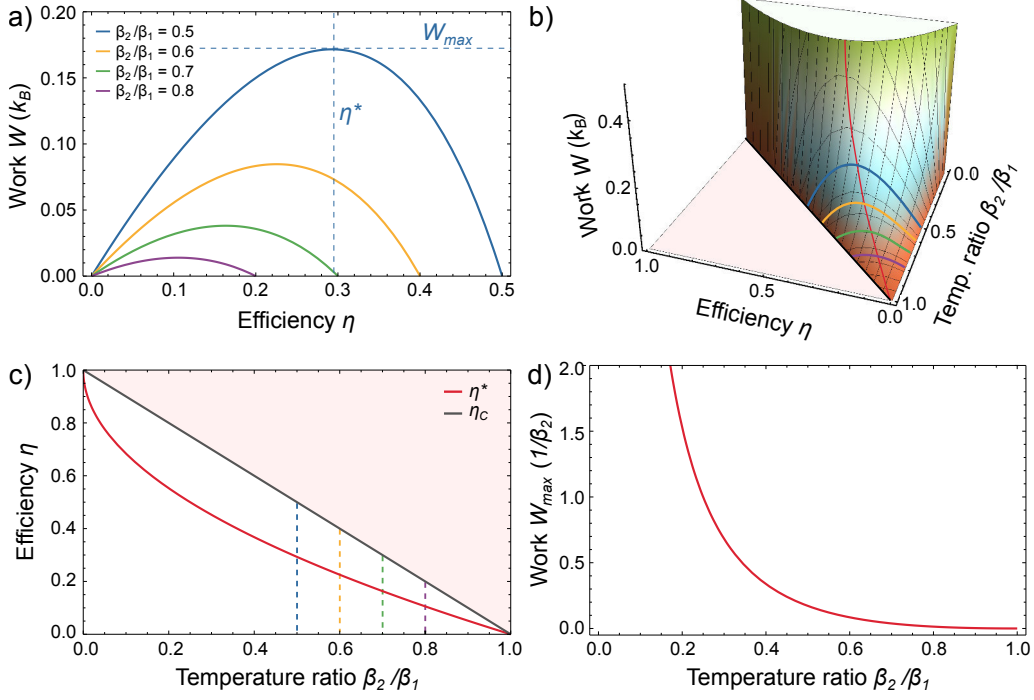 a)
β2/β1 = 0.5
β2/β1 = 0.6
β2/β1 = 0.7
β2/β1 = 0.8
Wmax
η*
Work W (kB)
0.20
0.15
0.10
0.05
0.00
0.0 0.1 0.2 0.3 0.4 0.5
Efficiency η
b)
Work W (kB)
0.4
0.2
0.0
1.0 0.5 0.0
Efficiency η
0.0
0.5
1.0
Temp. ratio β2/β1
c)
η*
ηC
Efficiency η
1.0
0.8
0.6
0.4
0.2
0.0
0.0 0.2 0.4 0.6 0.8 1.0
Temperature ratio β2/β1
d)
Work Wmax (1/β2)
2.0
1.5
1.0
0.5
0.0
0.0 0.2 0.4 0.6 0.8 1.0
Temperature ratio β2/β1